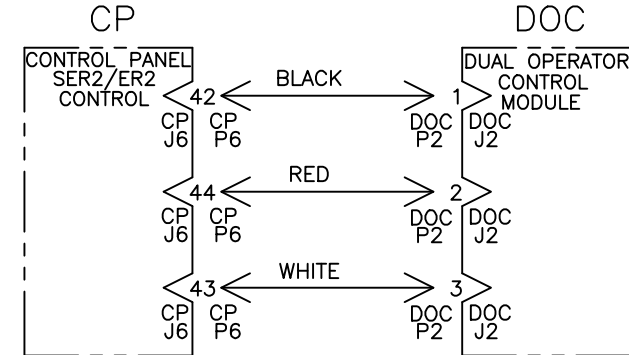 CP
DOC
CONTROL PANEL
SER2/ER2
CONTROL
DUAL OPERATOR
CONTROL
MODULE
42
BLACK
1
CP
J6
CP
P6
DOC
P2
DOC
J2
44
RED
2
CP
J6
CP
P6
DOC
P2
DOC
J2
43
WHITE
3
CP
J6
CP
P6
DOC
P2
DOC
J2